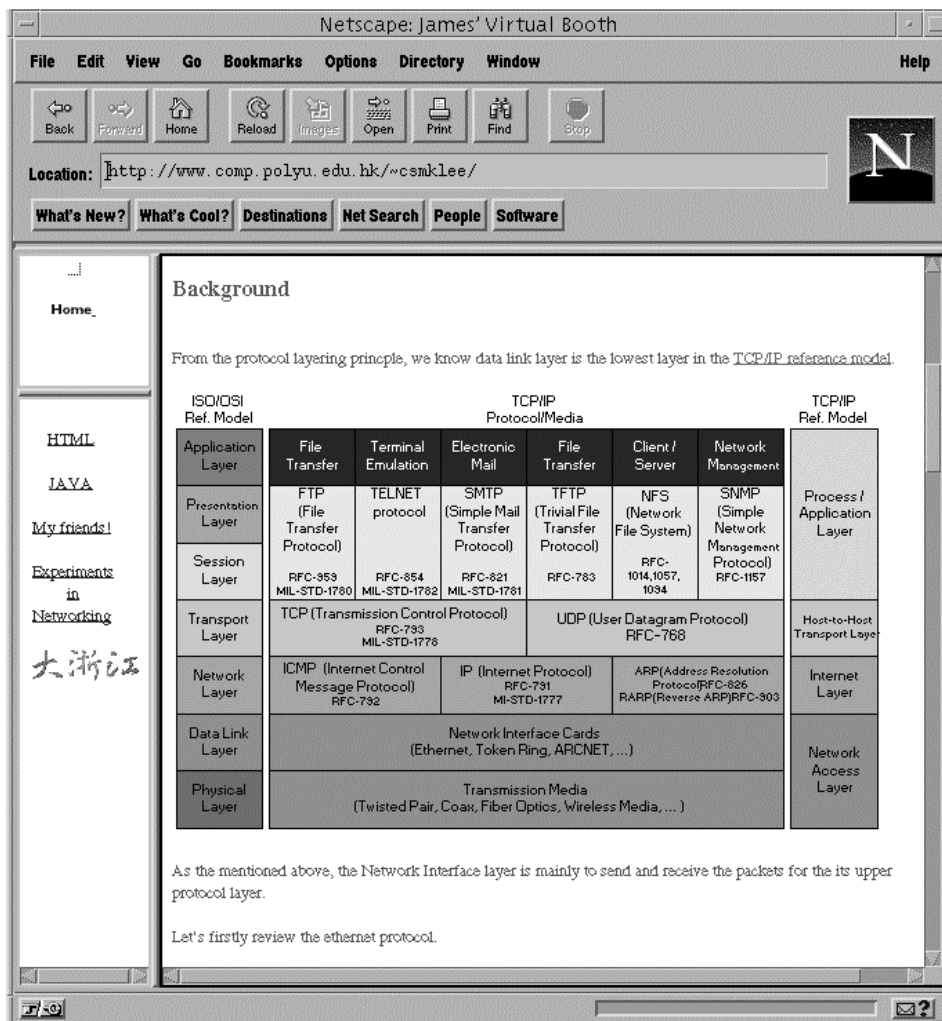 Netscape: James' Virtual Booth
File Edit View Go Bookmarks Options Directory Window Help
Back Forward Home Reload Images Open Print Find Stop
N
Location: http://www.comp.polyu.edu.hk/~csmklee/
What's New? What's Cool? Destinations Net Search People Software
Home
HTML
JAVA
My friends!
Experiments
in
Networking
大浙江
Background
From the protocol layering princple, we know data link layer is the lowest layer in the TCP/IP reference model.
ISO/OSI
Ref. Model
TCP/IP
Protocol/Media
TCP/IP
Ref. Model
Application
Layer
File
Transfer
Terminal
Emulation
Electronic
Mail
File
Transfer
Client /
Server
Network
Management
Presentation
Layer
Session
Layer
FTP
(File
Transfer
Protocol)
RFC-959
MIL-STD-1780
TELNET
protocol
RFC-854
MIL-STD-1782
SMTP
(Simple Mail
Transfer
Protocol)
RFC-821
MIL-STD-1781
TFTP
(Trivial File
Transfer
Protocol)
RFC-783
NFS
(Network
File System)
RFC-
1014,1057,
1094
SNMP
(Simple
Network
Management
Protocol)
RFC-1157
Process /
Application
Layer
Transport
Layer
TCP (Transmission Control Protocol)
RFC-793
MIL-STD-1778
UDP (User Datagram Protocol)
RFC-768
Host-to-Host
Transport Layer
Network
Layer
ICMP (Internet Control
Message Protocol)
RFC-792
IP (Internet Protocol)
RFC-791
MI-STD-1777
ARP(Address Resolution
Protocol)RFC-826
RARP(Reverse ARP)RFC-903
Internet
Layer
Data Link
Layer
Network Interface Cards
(Ethernet, Token Ring, ARCNET, ...)
Network
Access
Layer
Physical
Layer
Transmission Media
(Twisted Pair, Coax, Fiber Optics, Wireless Media, ... )
As the mentioned above, the Network Interface layer is mainly to send and receive the packets for the its upper
protocol layer.
Let's firstly review the ethernet protocol.